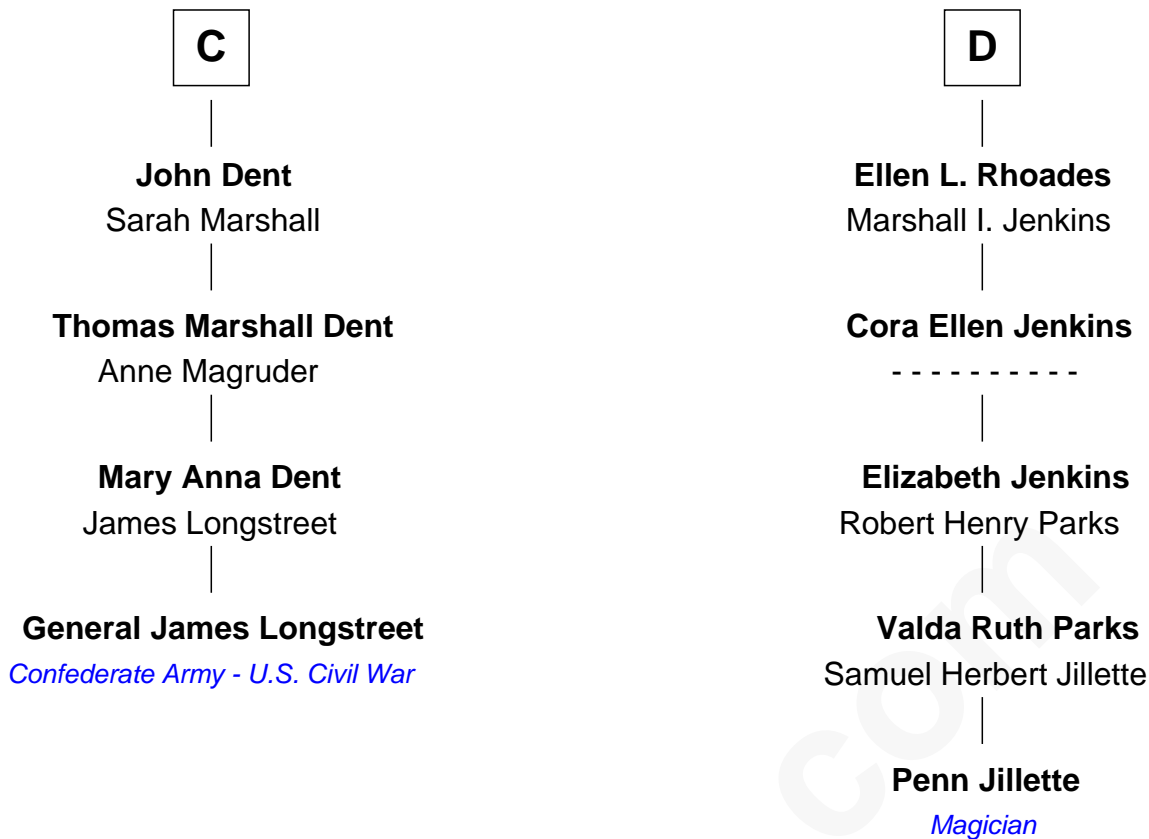 C
John Dent
Sarah Marshall
Thomas Marshall Dent
Anne Magruder
Mary Anna Dent
James Longstreet
General James Longstreet
Confederate Army - U.S. Civil War
D
Ellen L. Rhoades
Marshall I. Jenkins
Cora Ellen Jenkins
- - - - - - - - - -
Elizabeth Jenkins
Robert Henry Parks
Valda Ruth Parks
Samuel Herbert Jillette
Penn Jillette
Magician
com